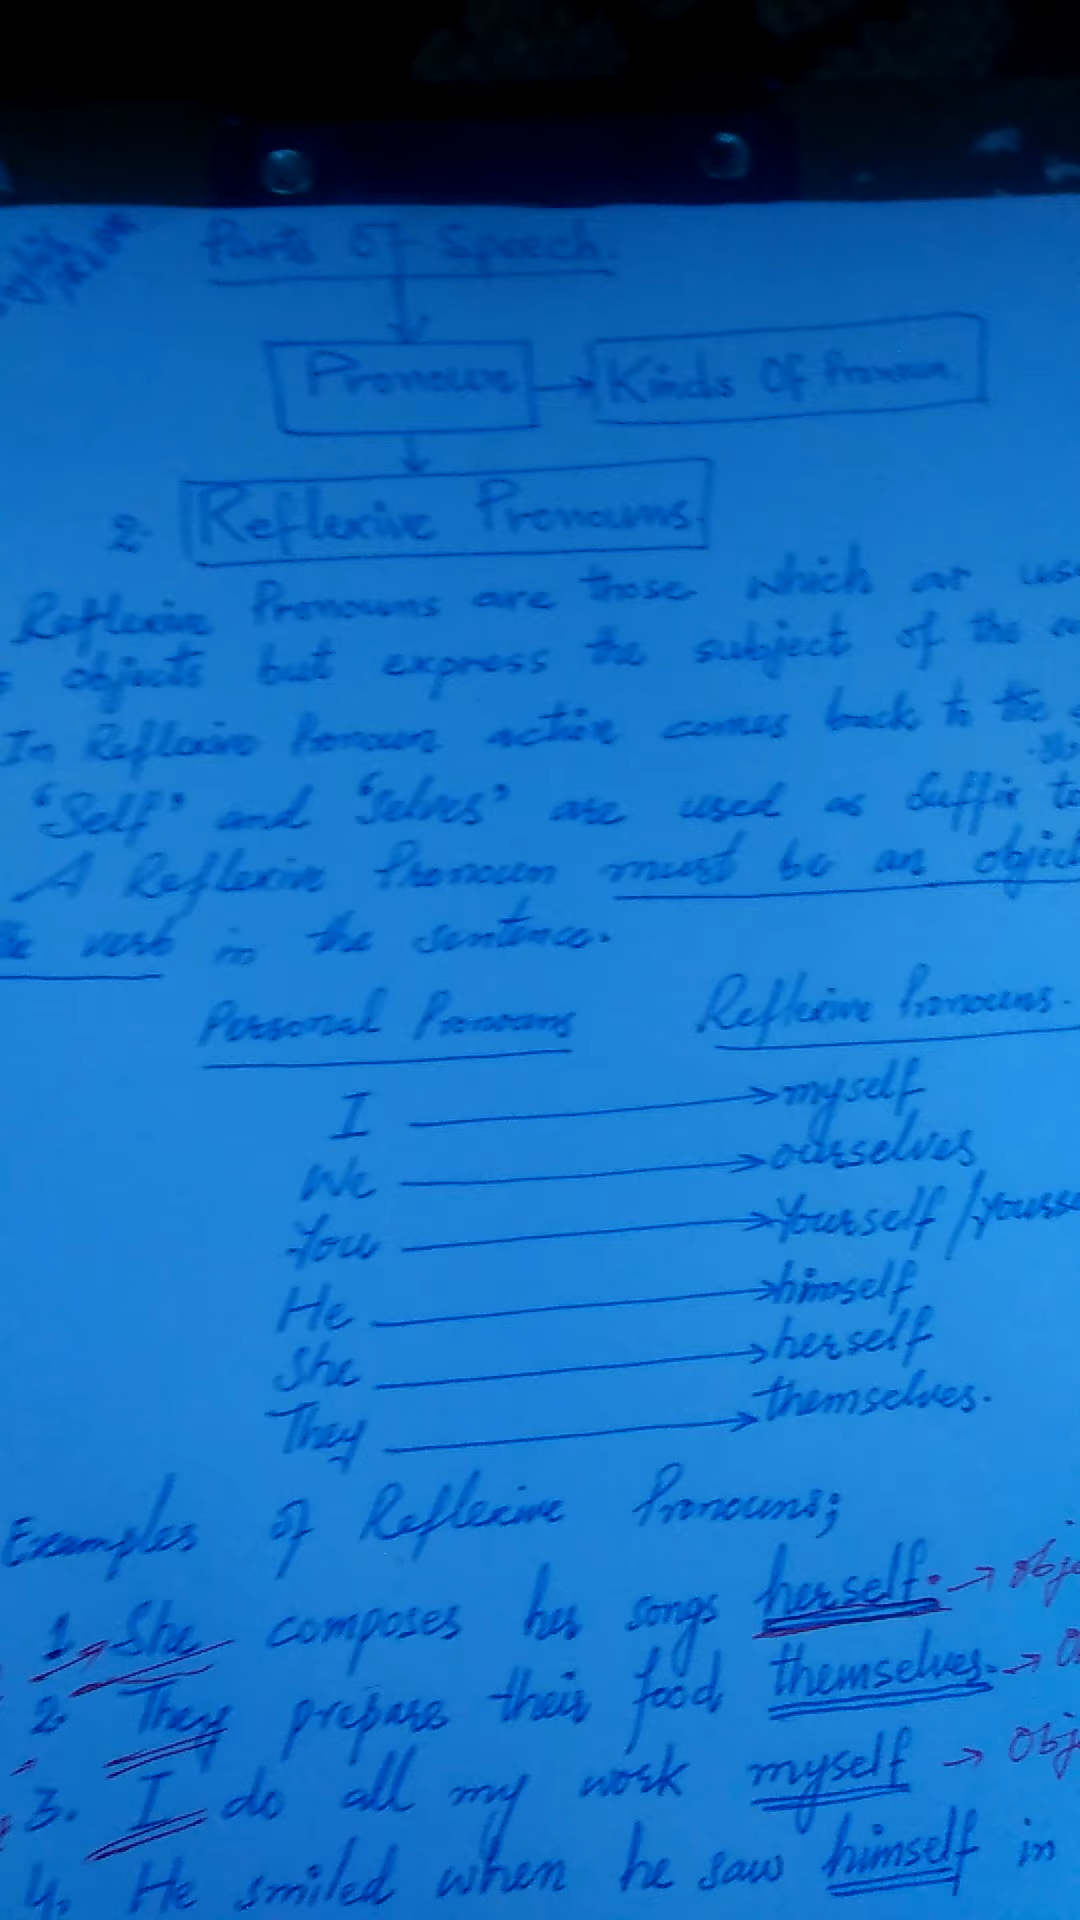 Parts of Speech.
Pronoun
Kinds Of Pronoun.
2. Reflexive Pronouns.
Reflexive Pronouns are those which are
objects but express the subject of the
In Reflexive Pronoun action comes back to the
"Self" and "Selves" are used as Suffix to
A Reflexive Pronoun must be an object
verb in the sentence.
Personal Pronouns Reflexive Pronouns.
I myself
We ourselves
You Yourself /
He himself
She herself
They themselves.
Examples of Reflexive Pronouns;
1. She composes her songs herself.
2. They prepare their food themselves.
3. I do all my work myself
4. He smiled when he saw himself in